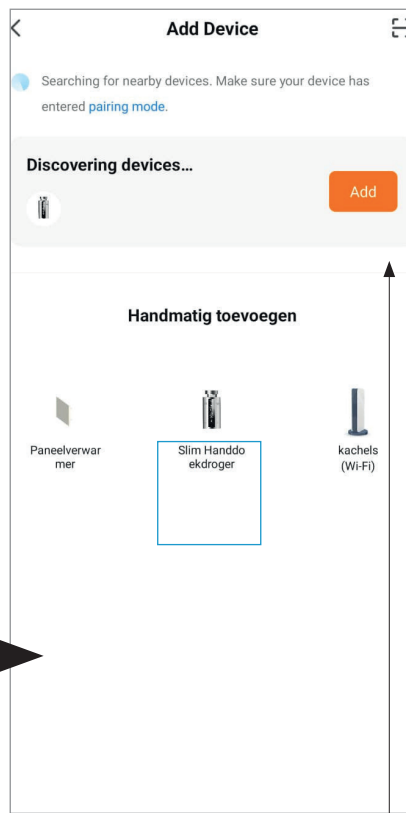 Add Device
Searching for nearby devices. Make sure your device has
entered pairing mode.
Discovering devices...
Add
Handmatig toevoegen
Paneelverwar
mer
Slim Handdo
ekdroger
kachels
(Wi-Fi)